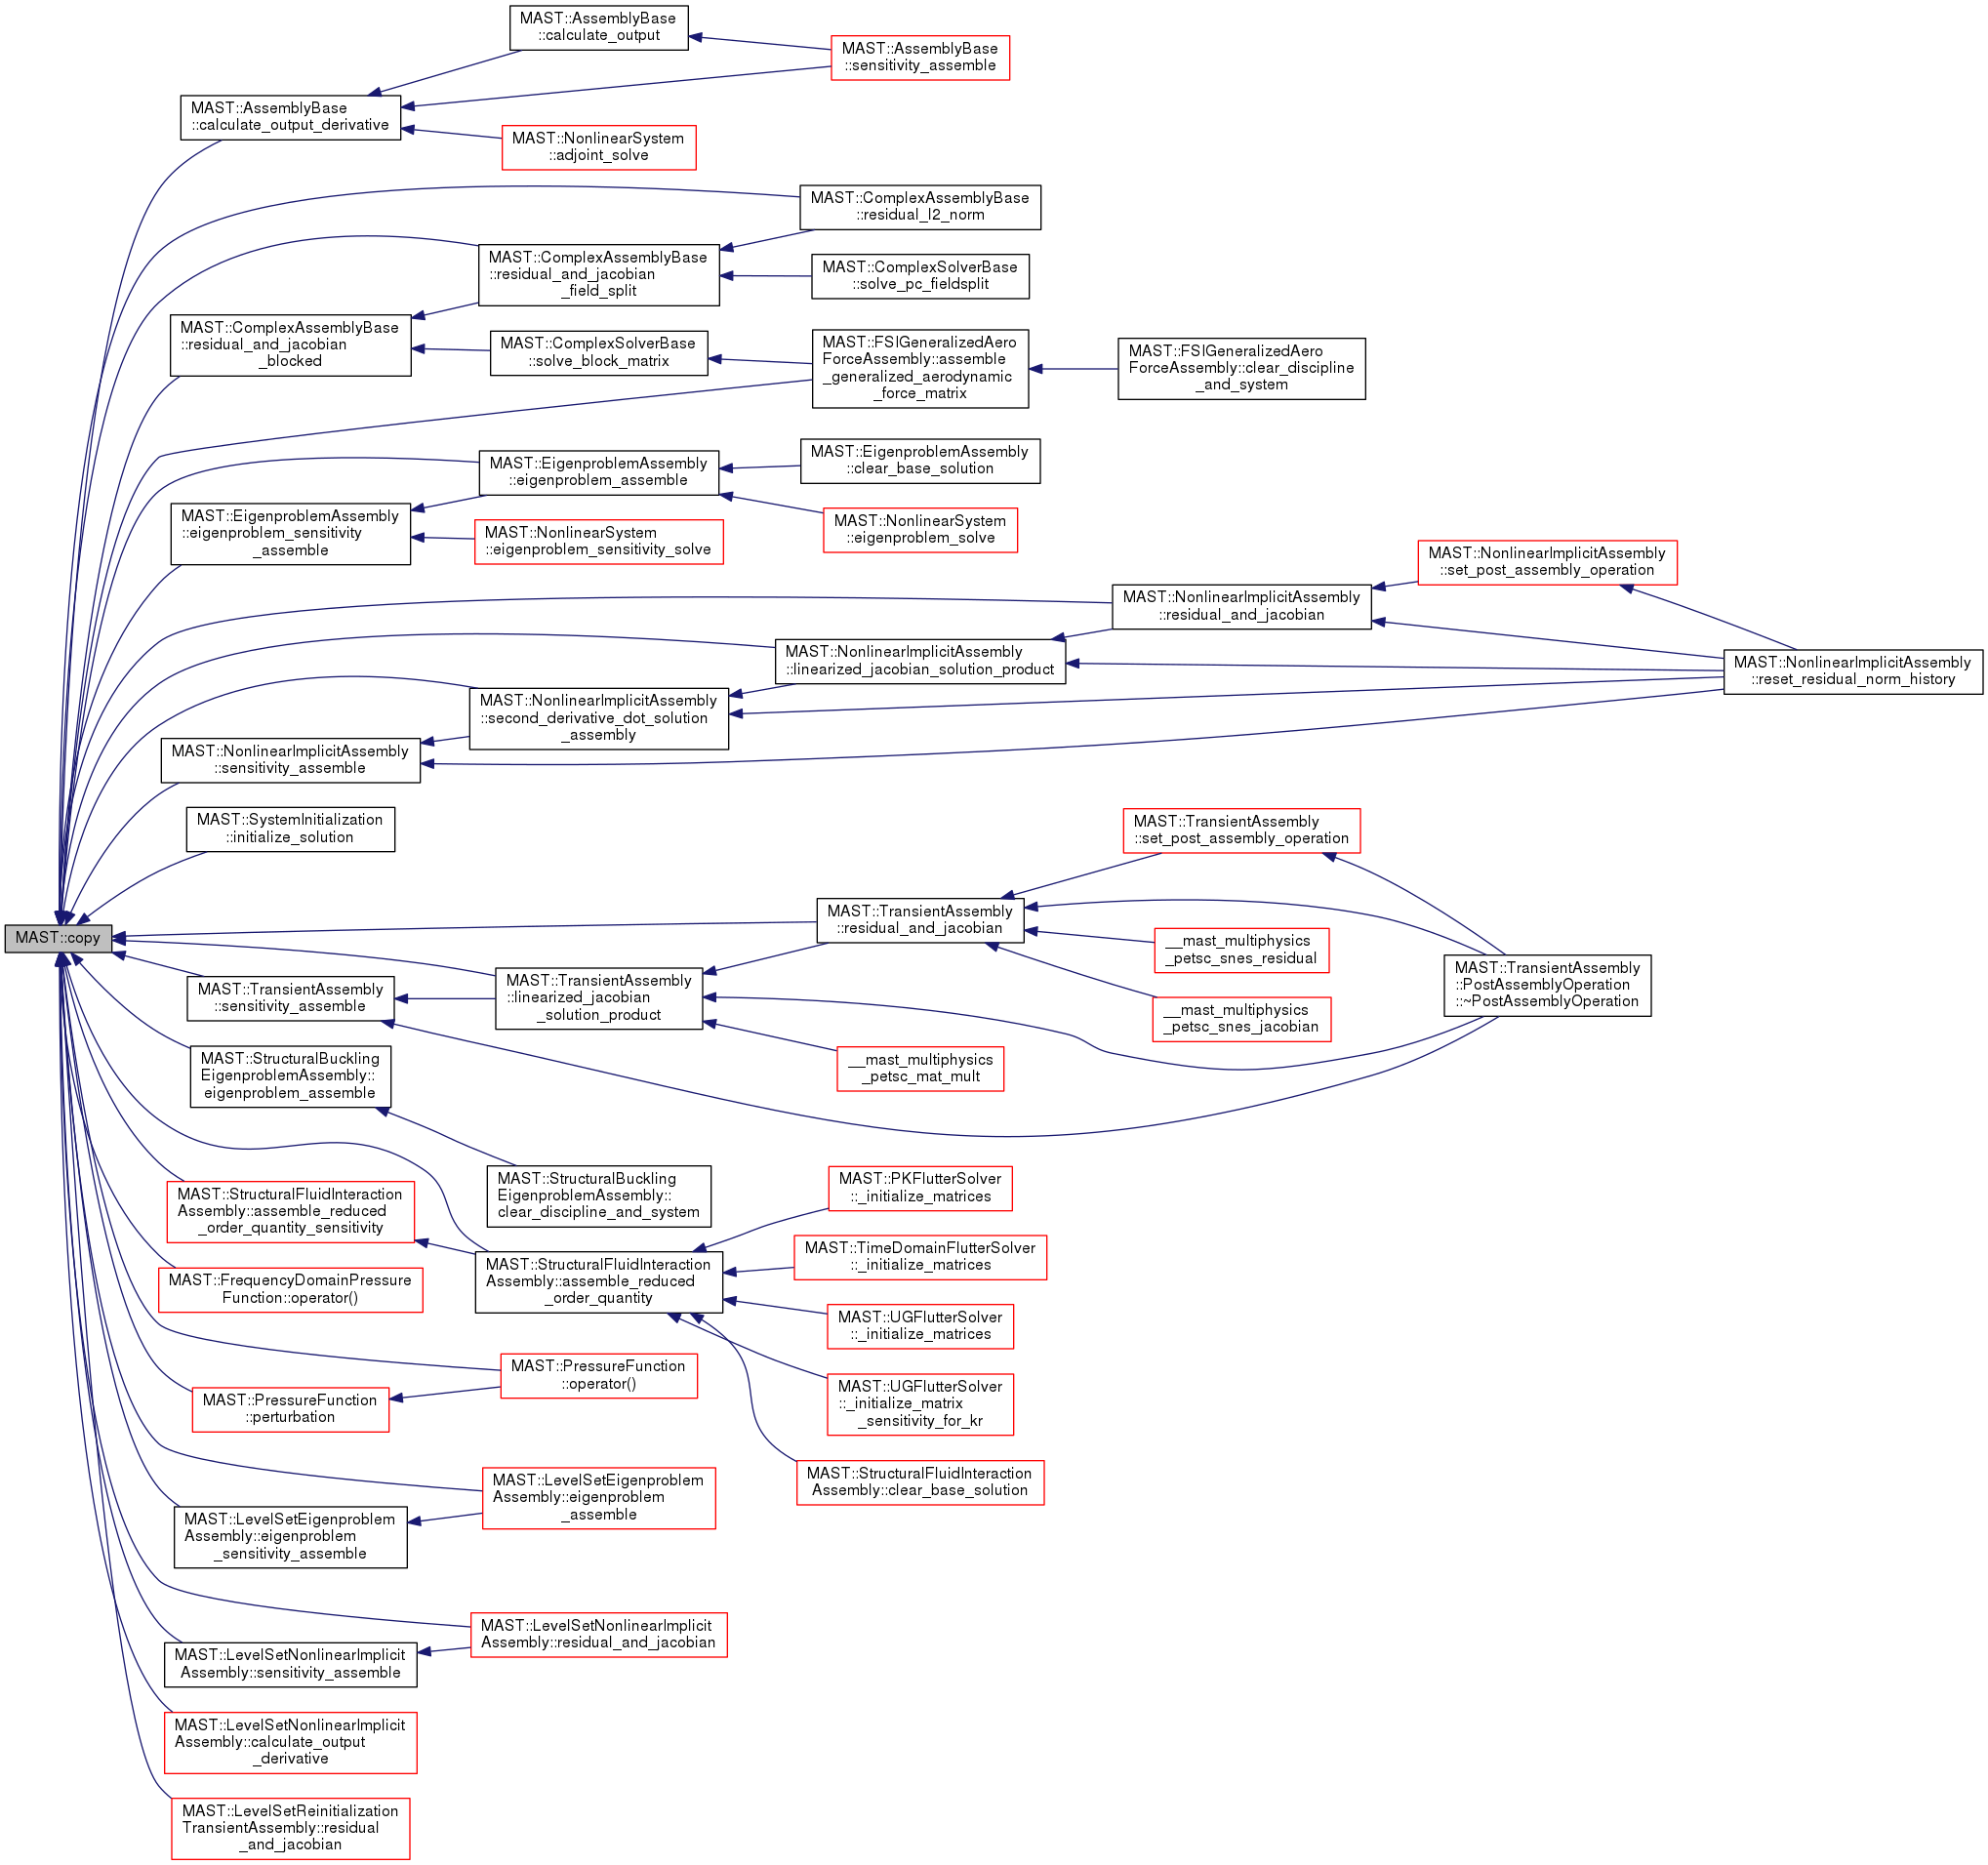 MAST::AssemblyBase
::calculate_output
MAST::AssemblyBase
::sensitivity_assemble
MAST::AssemblyBase
::calculate_output_derivative
MAST::NonlinearSystem
::adjoint_solve
MAST::ComplexAssemblyBase
::residual_l2_norm
MAST::ComplexAssemblyBase
::residual_and_jacobian
_field_split
MAST::ComplexSolverBase
::solve_pc_fieldsplit
MAST::ComplexAssemblyBase
::residual_and_jacobian
_blocked
MAST::ComplexSolverBase
::solve_block_matrix
MAST::FSIGeneralizedAero
ForceAssembly::assemble
_generalized_aerodynamic
_force_matrix
MAST::FSIGeneralizedAero
ForceAssembly::clear_discipline
_and_system
MAST::EigenproblemAssembly
::eigenproblem_assemble
MAST::EigenproblemAssembly
::clear_base_solution
MAST::EigenproblemAssembly
::eigenproblem_sensitivity
_assemble
MAST::NonlinearSystem
::eigenproblem_sensitivity_solve
MAST::NonlinearSystem
::eigenproblem_solve
MAST::NonlinearImplicitAssembly
::set_post_assembly_operation
MAST::NonlinearImplicitAssembly
::residual_and_jacobian
MAST::NonlinearImplicitAssembly
::linearized_jacobian_solution_product
MAST::NonlinearImplicitAssembly
::reset_residual_norm_history
MAST::NonlinearImplicitAssembly
::second_derivative_dot_solution
_assembly
MAST::NonlinearImplicitAssembly
::sensitivity_assemble
MAST::SystemInitialization
::initialize_solution
MAST::TransientAssembly
::set_post_assembly_operation
MAST::copy
MAST::TransientAssembly
::residual_and_jacobian
__mast_multiphysics
_petsc_snes_residual
MAST::TransientAssembly
::PostAssemblyOperation
::~PostAssemblyOperation
MAST::TransientAssembly
::sensitivity_assemble
MAST::TransientAssembly
::linearized_jacobian
_solution_product
__mast_multiphysics
_petsc_snes_jacobian
__mast_multiphysics
_petsc_mat_mult
MAST::StructuralBuckling
EigenproblemAssembly::
eigenproblem_assemble
MAST::StructuralBuckling
EigenproblemAssembly::
clear_discipline_and_system
MAST::PKFlutterSolver
::_initialize_matrices
MAST::StructuralFluidInteraction
Assembly::assemble_reduced
_order_quantity_sensitivity
MAST::TimeDomainFlutterSolver
::_initialize_matrices
MAST::FrequencyDomainPressure
Function::operator()
MAST::StructuralFluidInteraction
Assembly::assemble_reduced
_order_quantity
MAST::UGFlutterSolver
::_initialize_matrices
MAST::PressureFunction
::operator()
MAST::PressureFunction
::perturbation
MAST::UGFlutterSolver
::_initialize_matrix
_sensitivity_for_kr
MAST::StructuralFluidInteraction
Assembly::clear_base_solution
MAST::LevelSetEigenproblem
Assembly::eigenproblem
_assemble
MAST::LevelSetEigenproblem
Assembly::eigenproblem
_sensitivity_assemble
MAST::LevelSetNonlinearImplicit
Assembly::residual_and_jacobian
MAST::LevelSetNonlinearImplicit
Assembly::sensitivity_assemble
MAST::LevelSetNonlinearImplicit
Assembly::calculate_output
_derivative
MAST::LevelSetReinitialization
TransientAssembly::residual
_and_jacobian